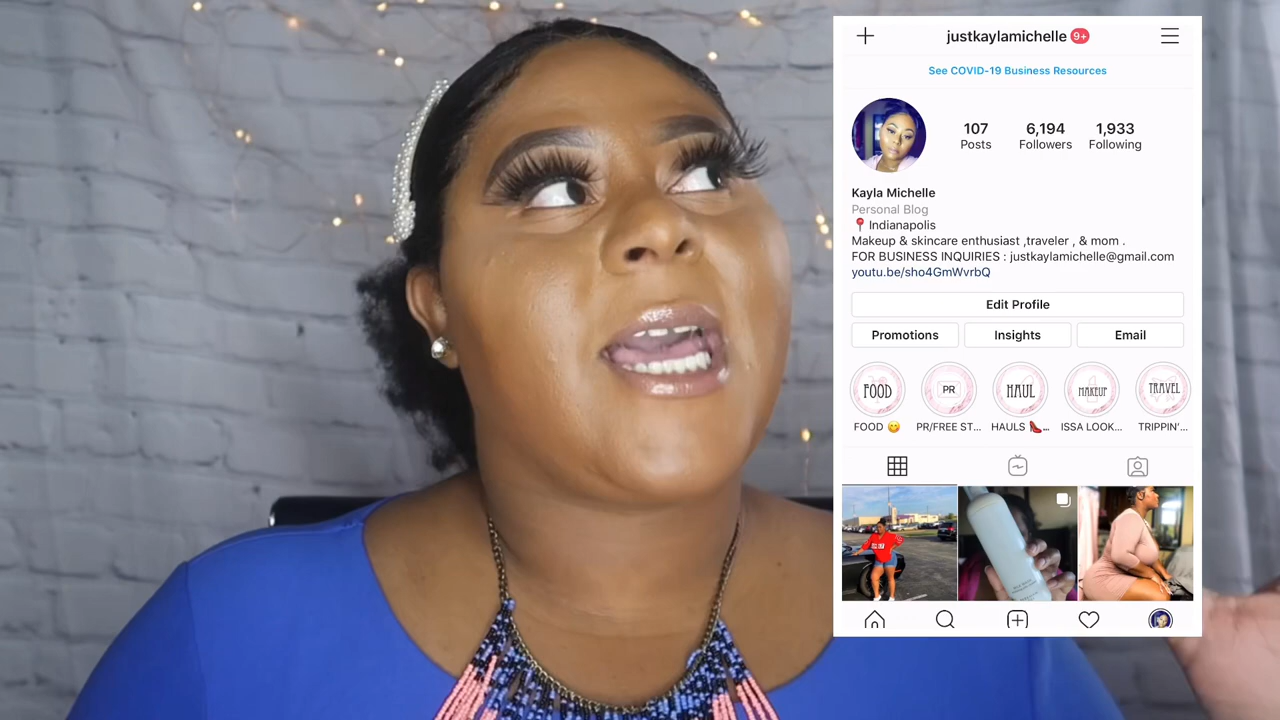 justkaylamichelle 9+
See COVID-19 Business Resources
107 6,194 1,933
Posts Followers Following
Kayla Michelle
Personal Blog
📍 Indianapolis
Makeup & skincare enthusiast ,traveler , & mom .
FOR BUSINESS INQUIRIES : justkaylamichelle@gmail.com
youtu.be/sho4GmWvrbQ
Edit Profile
Promotions Insights Email
FOOD PR HAUL MAKEUP TRAVEL
FOOD 😋 PR/FREE ST... HAULS 👠... ISSA LOOK... TRIPPIN'...